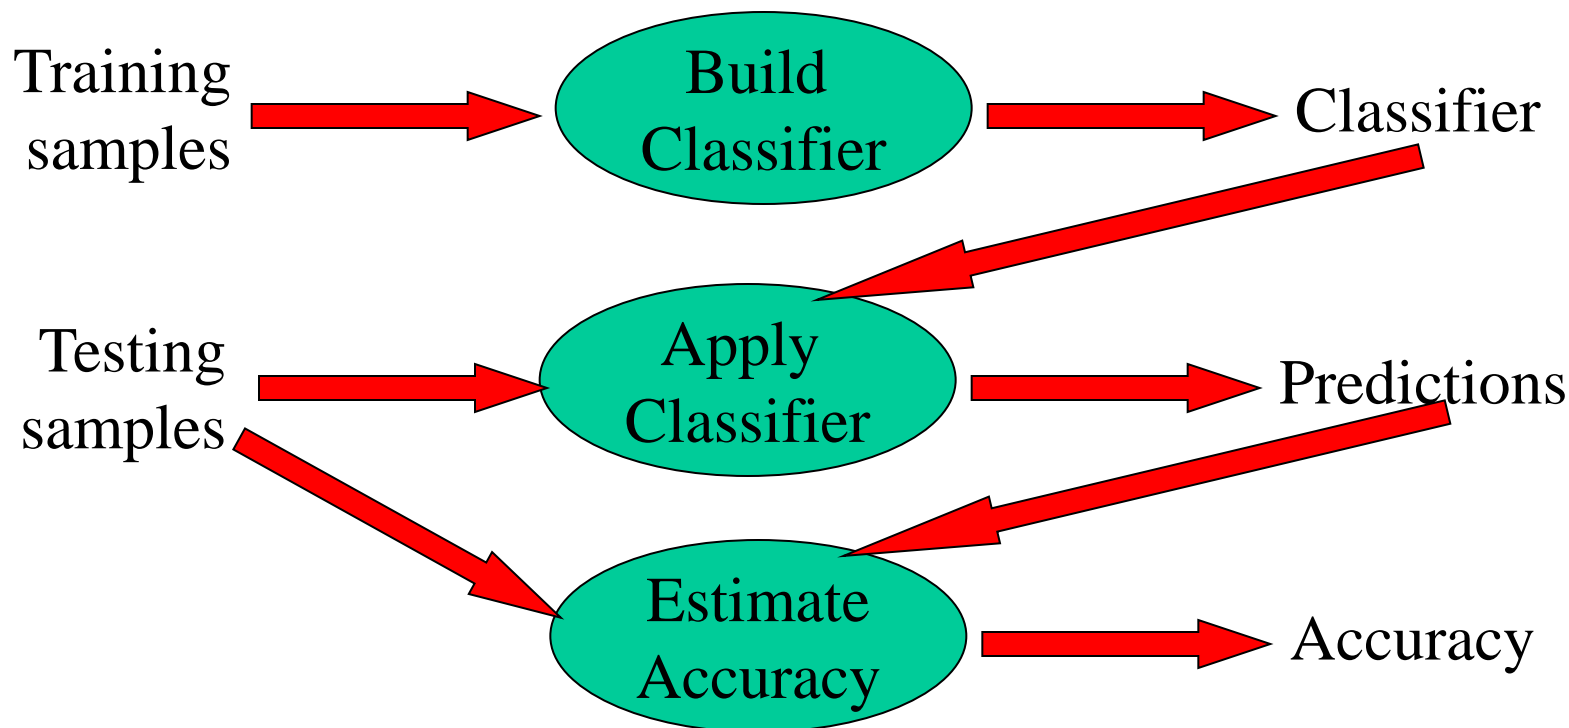 Training
samples
Build
Classifier
Classifier
Testing
samples
Apply
Classifier
Predictions
Estimate
Accuracy
Accuracy